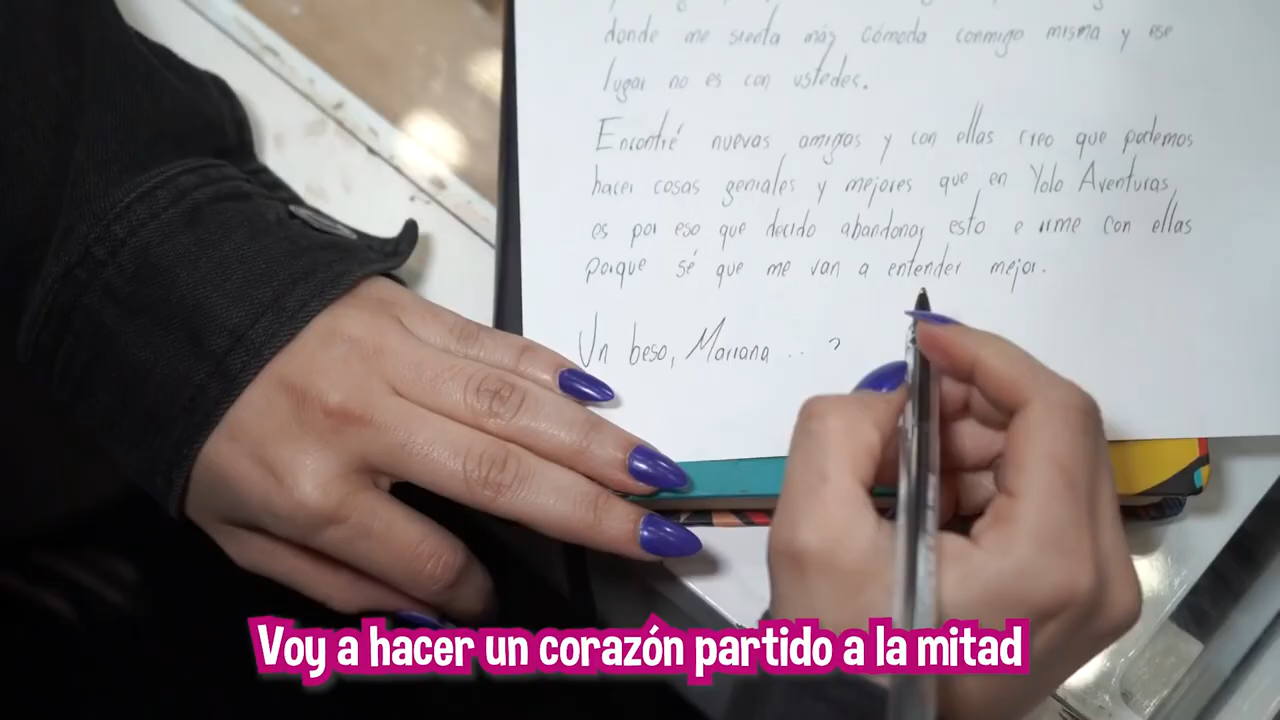 donde me sienta más cómoda conmigo misma y ese
lugar no es con ustedes.
Encontré nuevas amigas y con ellas creo que podemos
hacer cosas geniales y mejores que en Yolo Aventuras,
es por eso que decido abandonar esto e irme con ellas
porque sé que me van a entender mejor.
Un beso, Mariana ..
Voy a hacer un corazón partido a la mitad